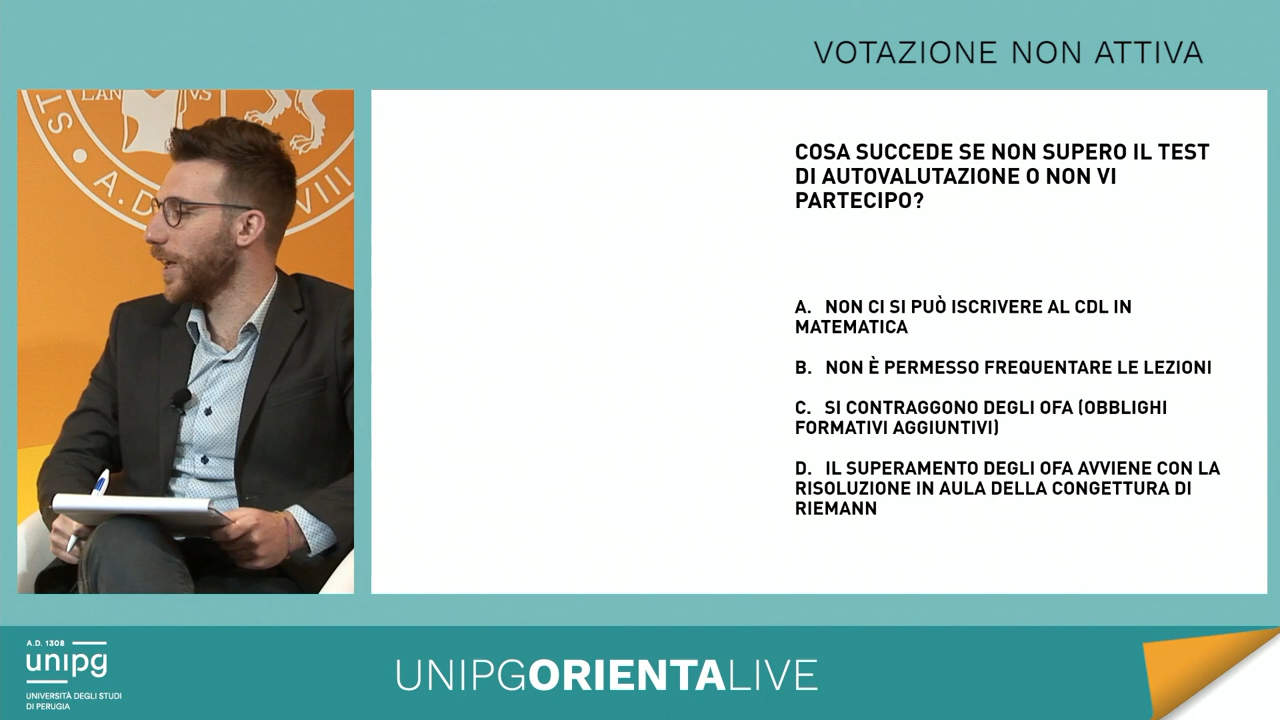 VOTAZIONE NON ATTIVA
COSA SUCCEDE SE NON SUPERO IL TEST
DI AUTOVALUTAZIONE O NON VI
PARTECIPO?
A. NON CI SI PUÒ ISCRIVERE AL CDL IN
MATEMATICA
B. NON È PERMESSO FREQUENTARE LE LEZIONI
C. SI CONTRAGGONO DEGLI OFA (OBBLIGHI
FORMATIVI AGGIUNTIVI)
D. IL SUPERAMENTO DEGLI OFA AVVIENE CON LA
RISOLUZIONE IN AULA DELLA CONGETTURA DI
RIEMANN
A.D. 1308
unipg
UNIVERSITÀ DEGLI STUDI
DI PERUGIA
UNIPGORIENTALIVE